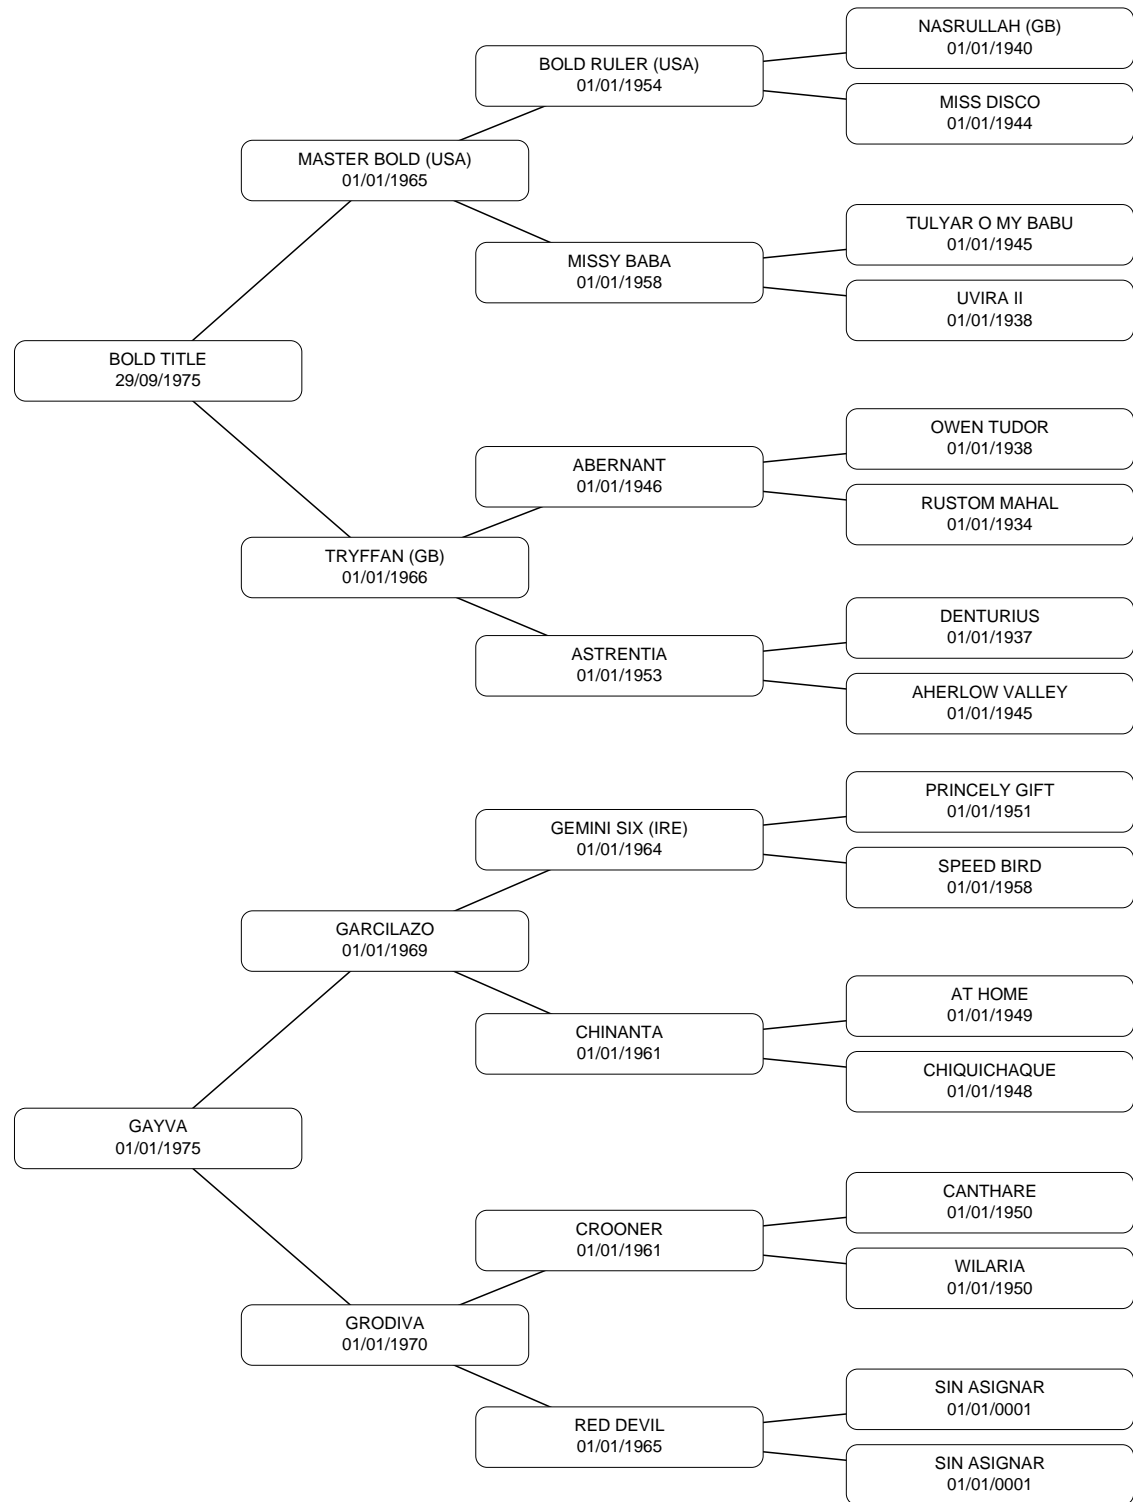 NASRULLAH (GB)
01/01/1940
BOLD RULER (USA)
01/01/1954
MISS DISCO
01/01/1944
MASTER BOLD (USA)
01/01/1965
TULYAR O MY BABU
01/01/1945
MISSY BABA
01/01/1958
UVIRA II
01/01/1938
BOLD TITLE
29/09/1975
OWEN TUDOR
01/01/1938
ABERNANT
01/01/1946
RUSTOM MAHAL
01/01/1934
TRYFFAN (GB)
01/01/1966
DENTURIUS
01/01/1937
ASTRENTIA
01/01/1953
AHERLOW VALLEY
01/01/1945
PRINCELY GIFT
01/01/1951
GEMINI SIX (IRE)
01/01/1964
SPEED BIRD
01/01/1958
GARCILAZO
01/01/1969
AT HOME
01/01/1949
CHINANTA
01/01/1961
CHIQUICHAQUE
01/01/1948
GAYVA
01/01/1975
CANTHARE
01/01/1950
CROONER
01/01/1961
WILARIA
01/01/1950
GRODIVA
01/01/1970
SIN ASIGNAR
01/01/0001
RED DEVIL
01/01/1965
SIN ASIGNAR
01/01/0001